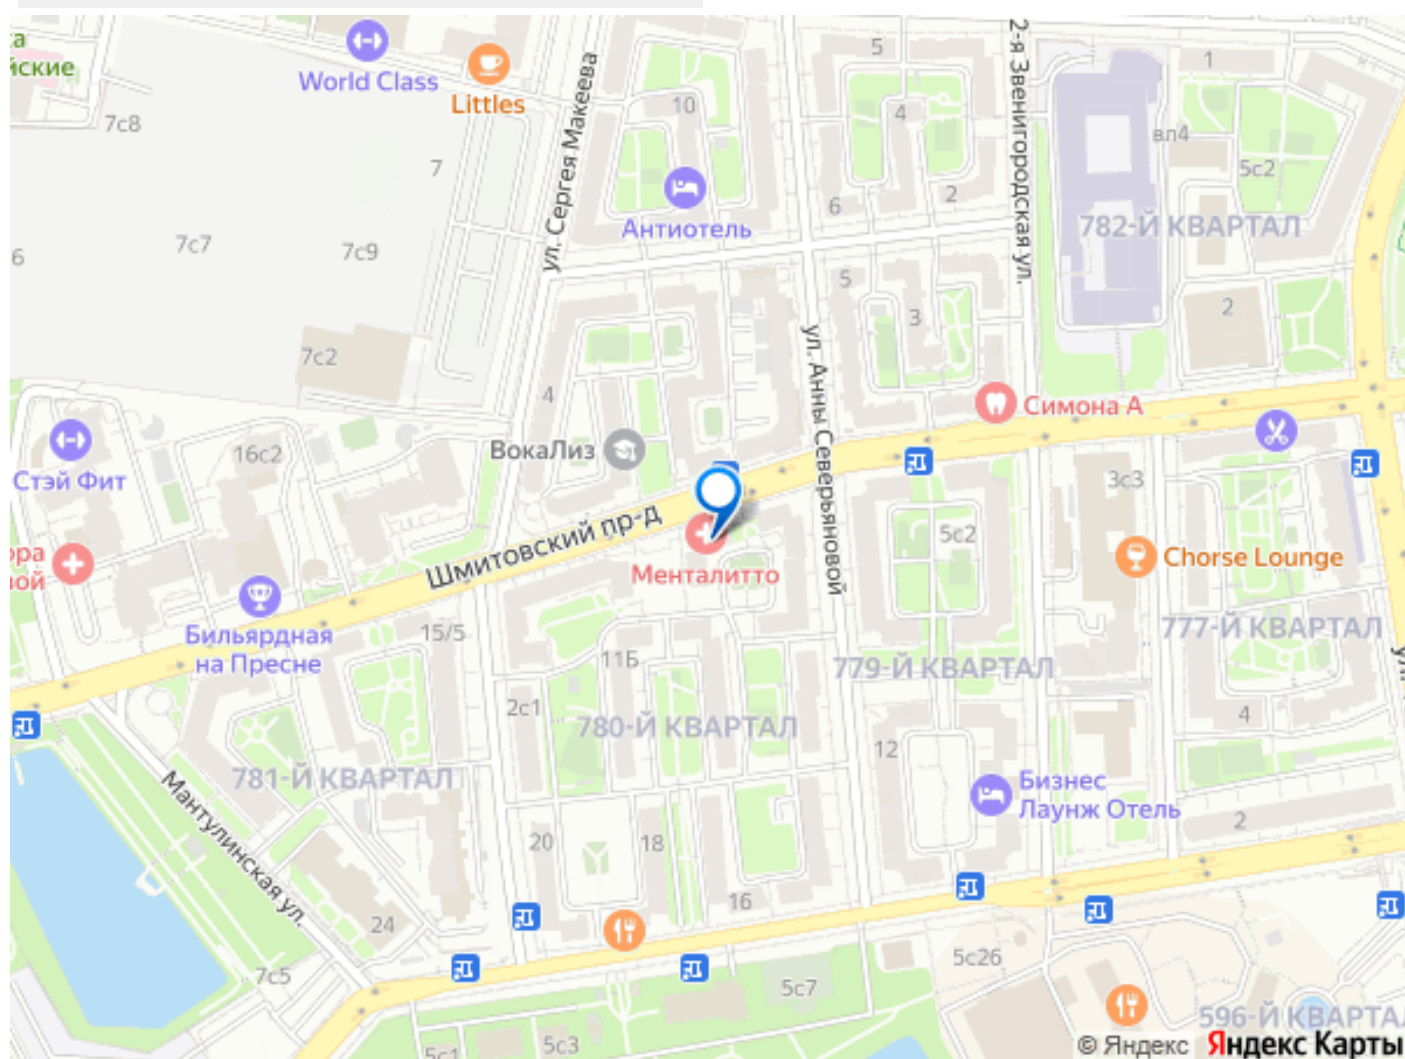 World Class
Littles
ул. Сергея Макеева
2-я Звенигородская ул.
5
1
йские
7с8
10
4
вл4
7
5с2
6
2
Антиотель
782-Й КВАРТАЛ
6
7с7
7с9
5
3
2
7с2
ул. Анны Северьяновой
4
Симона А
ВокаЛиз
16с2
Стэй Фит
3с3
Шмитовский пр-д
5с2
Менталитто
Chorse Lounge
Бильярдная
на Пресне
15/5
11Б
777-Й КВАРТАЛ
779-Й КВАРТАЛ
2с1
780-Й КВАРТАЛ
4
12
781-Й КВАРТАЛ
Бизнес
Лаунж Отель
Мантулинская ул.
2
20
18
16
24
5с26
7с5
5с7
596-Й КВАРТА
5с1
5с3
© Яндекс Яндекс Карты